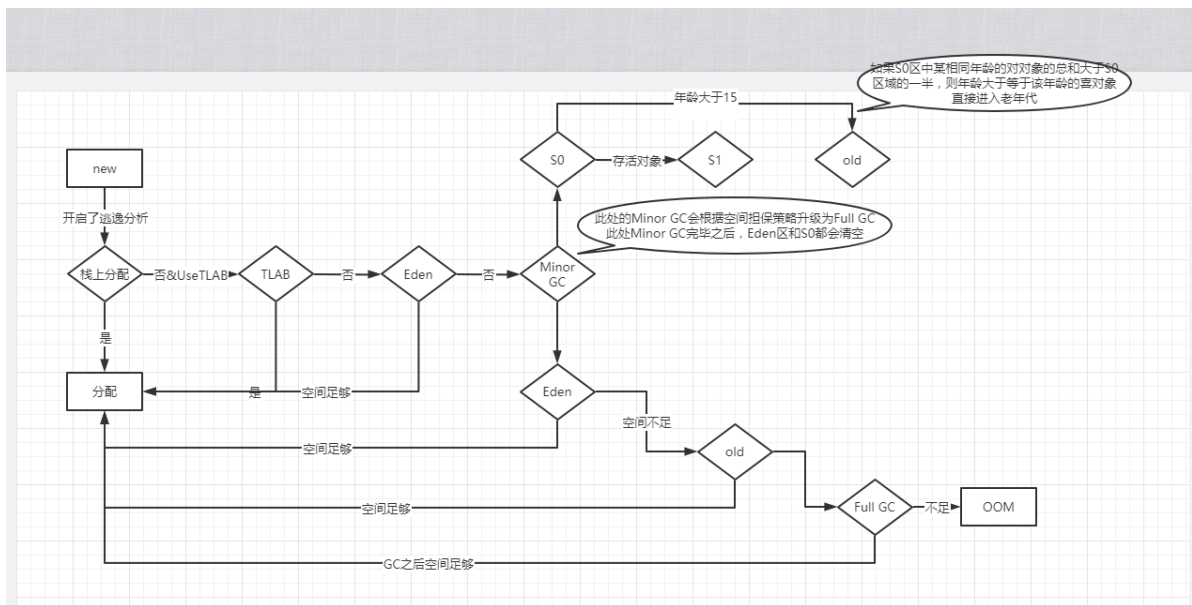 如果S0区中某相同年龄的对对象的总和大于S0
区域的一半，则年龄大于等于该年龄的喜对象
直接进入老年代
年龄大于15
new
S0
存活对象
S1
old
开启了逃逸分析
此处的Minor GC会根据空间担保策略升级为Full GC
此处Minor GC完毕之后，Eden区和S0都会清空
栈上分配
否&UseTLAB
TLAB
否
Eden
否
Minor
GC
是
分配
是
空间足够
Eden
空间不足
空间足够
old
空间足够
Full GC
不足
OOM
GC之后空间足够